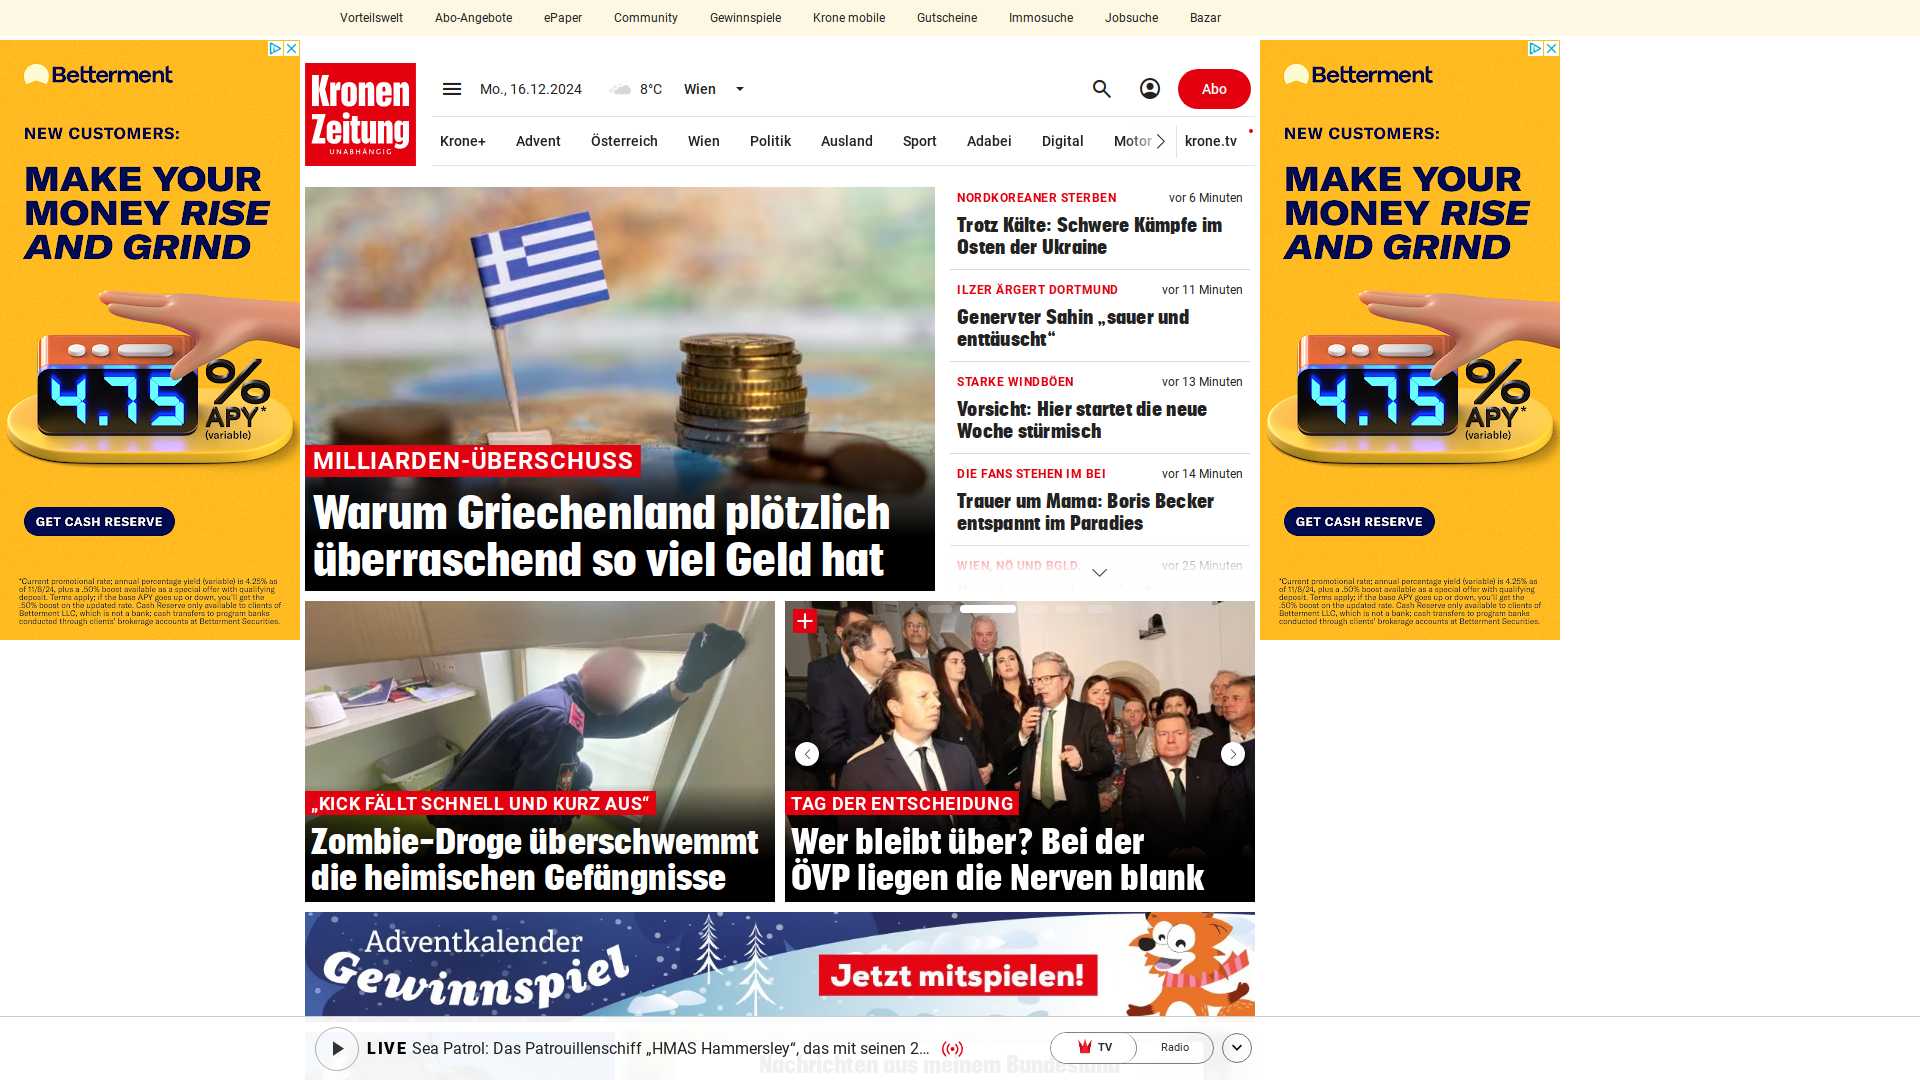 Vorteilswelt Abo-Angebote ePaper Community Gewinnspiele Krone mobile Gutscheine Immosuche Jobsuche Bazar
Betterment
NEW CUSTOMERS:
MAKE YOUR
MONEY RISE
AND GRIND
4.75 %
APY*
(variable)
GET CASH RESERVE
*Current promotional rate; annual percentage yield (variable) is 4.25% as
of 11/8/24, plus a .50% boost available as a special offer with qualifying
deposit. Terms apply; if the base APY goes up or down, you'll get the
.50% boost on the updated rate. Cash Reserve only available to clients of
Betterment LLC, which is not a bank; cash transfers to program banks
conducted through clients' brokerage accounts at Betterment Securities.
Kronen
Zeitung
UNABHÄNGIG
Mo., 16.12.2024 8°C Wien
Abo
Krone+ Advent Österreich Wien Politik Ausland Sport Adabei Digital Motor krone.tv
MILLIARDEN-ÜBERSCHUSS
Warum Griechenland plötzlich
überraschend so viel Geld hat
NORDKOREANER STERBEN vor 6 Minuten
Trotz Kälte: Schwere Kämpfe im
Osten der Ukraine
ILZER ÄRGERT DORTMUND vor 11 Minuten
Genervter Sahin „sauer und
enttäuscht“
STARKE WINDBÖEN vor 13 Minuten
Vorsicht: Hier startet die neue
Woche stürmisch
DIE FANS STEHEN IM BEI vor 14 Minuten
Trauer um Mama: Boris Becker
entspannt im Paradies
WIEN, NÖ UND BGLD vor 25 Minuten
„KICK FÄLLT SCHNELL UND KURZ AUS“
Zombie-Droge überschwemmt
die heimischen Gefängnisse
TAG DER ENTSCHEIDUNG
Wer bleibt über? Bei der
ÖVP liegen die Nerven blank
Adventkalender
Gewinnspiel
Jetzt mitspielen!
LIVE Sea Patrol: Das Patrouillenschiff „HMAS Hammersley“, das mit seinen 2...
TV Radio
Nachrichten aus meinem Bundesland
Betterment
NEW CUSTOMERS:
MAKE YOUR
MONEY RISE
AND GRIND
4.75 %
APY*
(variable)
GET CASH RESERVE
*Current promotional rate; annual percentage yield (variable) is 4.25% as
of 11/8/24, plus a .50% boost available as a special offer with qualifying
deposit. Terms apply; if the base APY goes up or down, you'll get the
.50% boost on the updated rate. Cash Reserve only available to clients of
Betterment LLC, which is not a bank; cash transfers to program banks
conducted through clients' brokerage accounts at Betterment Securities.